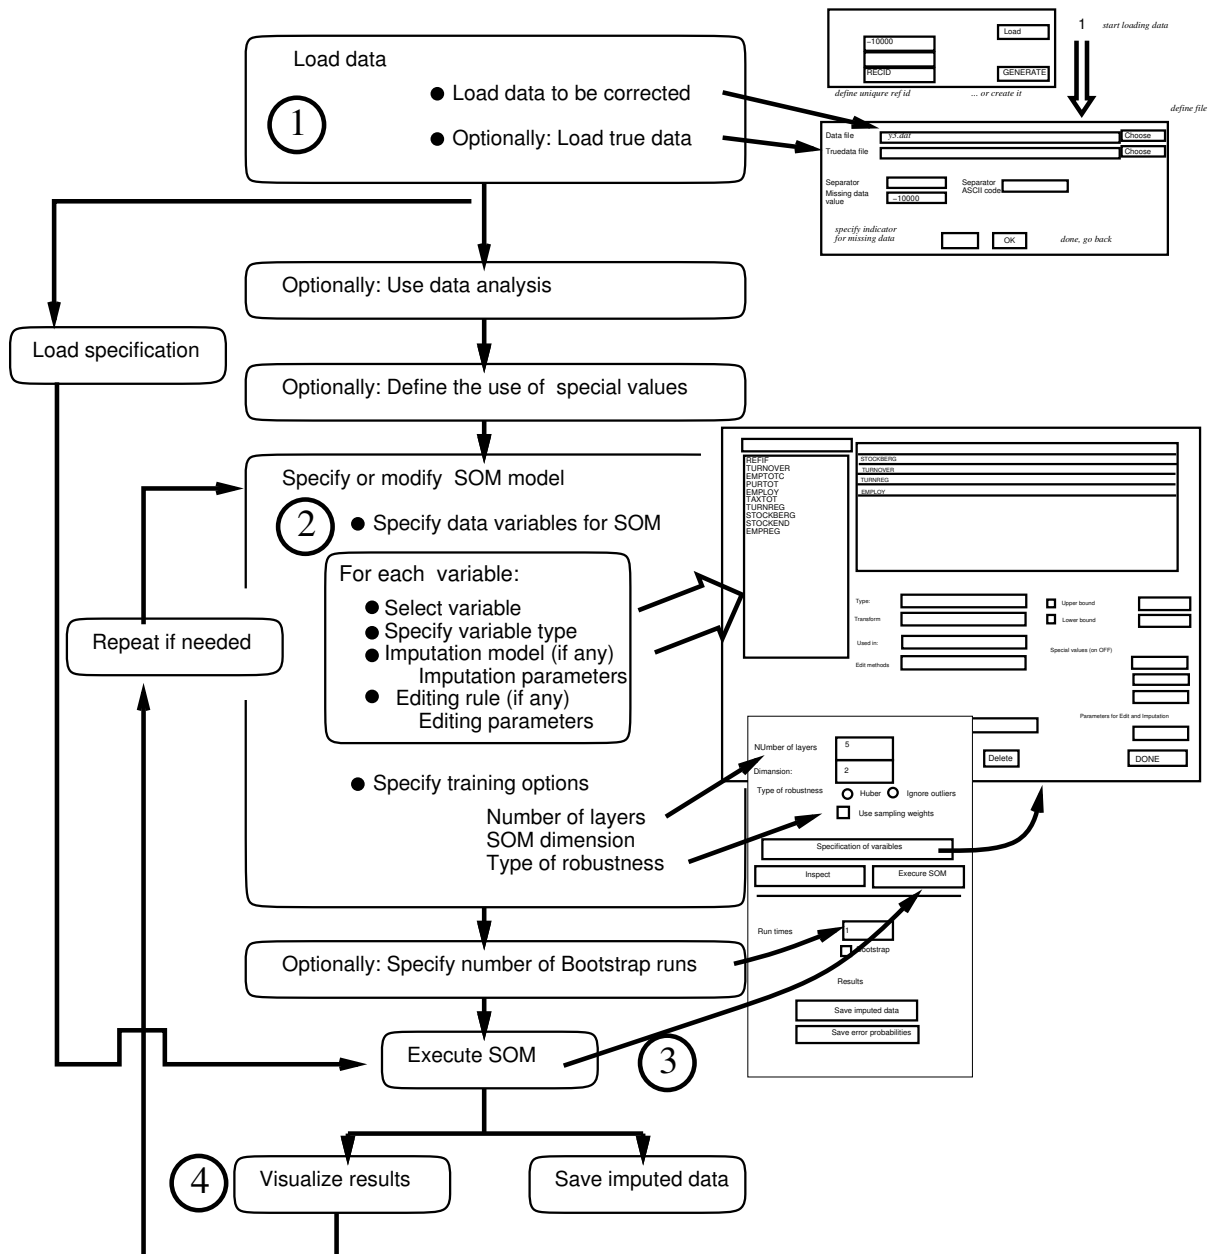 Load data
1
Load data to be corrected
Optionally: Load true data
−10000
RECID
Load
GENERATE
define uniqure ref id
... or create it
1
start loading data
define file
Data file
y3.dat
Choose
Truedata file
Choose
Separator
Separator
ASCII code
Missing data
value
−10000
specify indicator
for missing data
OK
done, go back
Optionally: Use data analysis
Load specification
Optionally: Define the use of special values
Specify or modify SOM model
2
Specify data variables for SOM
For each variable:
Select variable
Specify variable type
Imputation model (if any)
Imputation parameters
Editing rule (if any)
Editing parameters
Specify training options
Number of layers
SOM dimension
Type of robustness
Repeat if needed
REFIF
TURNOVER
EMPTOTC
PURTOT
EMPLOY
TAXTOT
TURNREG
STOCKBERG
STOCKEND
EMPREG
STOCKBERG
TURNOVER
TURNREG
EMPLOY
Type:
Transform
Used in:
Edit methods
Upper bound
Lower bound
Special values (on OFF)
Parameters for Edit and Imputation
Delete
DONE
NUmber of layers
5
Dimansion:
2
Type of robustness
Huber
Ignore outliers
Use sampling weights
Specification of varaibles
Inspect
Execure SOM
Run times
1
Bootstrap
Results
Save imputed data
Save error probabilities
Optionally: Specify number of Bootstrap runs
Execute SOM
3
4
Visualize results
Save imputed data